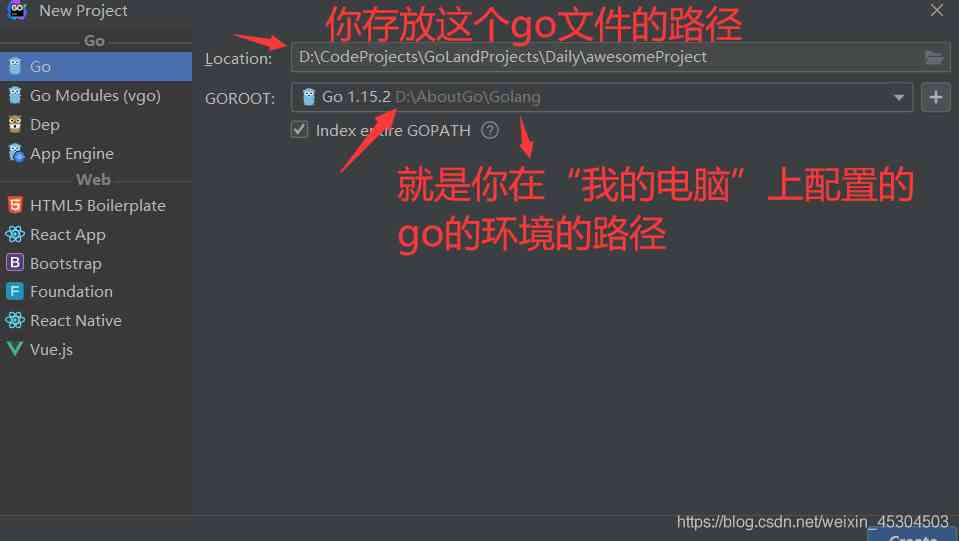 New Project
你存放这个go文件的路径
Go
Go
Go Modules (vgo)
Dep
App Engine
Web
HTML5 Boilerplate
React App
Bootstrap
Foundation
React Native
Vue.js
Location: D:\CodeProjects\GoLandProjects\Daily\awesomeProject
GOROOT: Go 1.15.2 D:\AboutGo\Golang
Index entire GOPATH
就是你在“我的电脑”上配置的
go的环境的路径
https://blog.csdn.net/weixin_45304503
Create